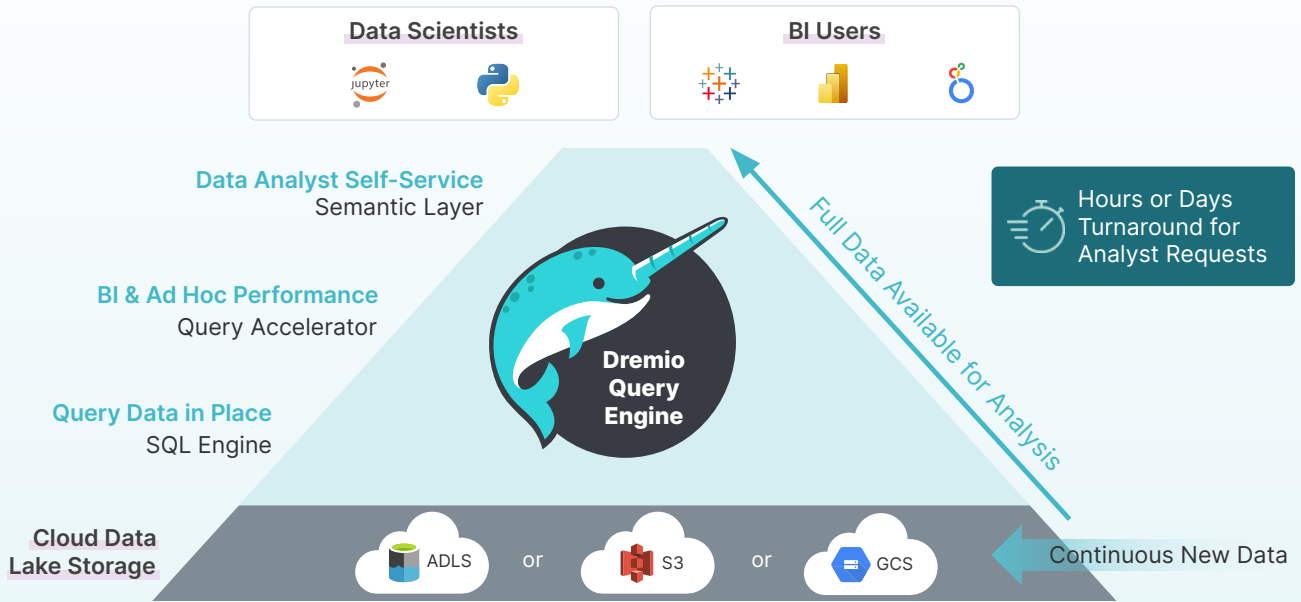 Data Scientists
BI Users
jupyter
Data Analyst Self-Service
Semantic Layer
Hours or Days
Turnaround for
Analyst Requests
Full Data Available for Analysis
BI & Ad Hoc Performance
Query Accelerator
Dremio
Query
Engine
Query Data in Place
SQL Engine
Cloud Data
Lake Storage
ADLS
or
S3
or
GCS
Continuous New Data